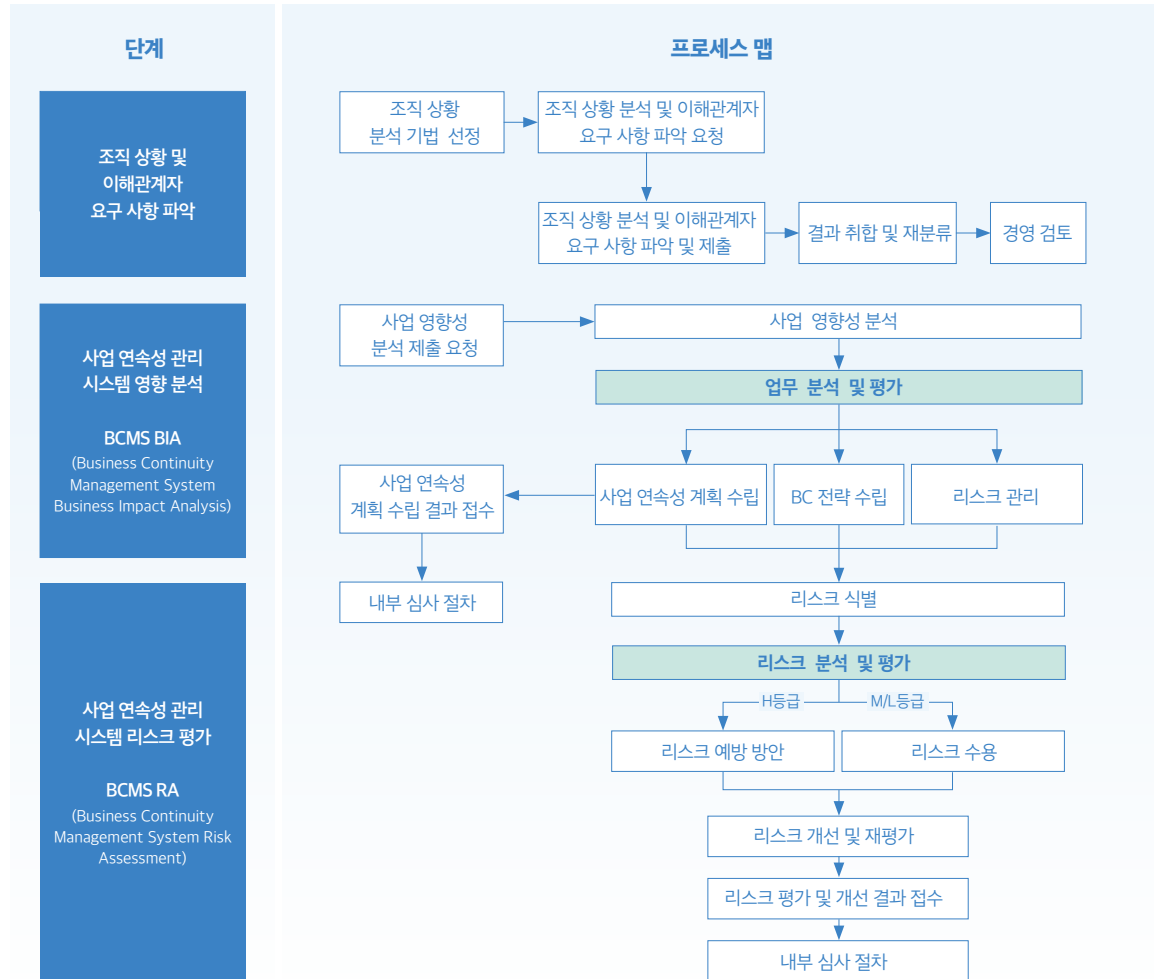 단계
프로세스 맵
조직 상황 및
이해관계자
요구 사항 파악
조직 상황
분석 기법 선정
조직 상황 분석 및 이해관계자
요구 사항 파악 요청
조직 상황 분석 및 이해관계자
요구 사항 파악 및 제출
결과 취합 및 재분류
경영 검토
사업 연속성 관리
시스템 영향 분석
BCMS BIA
(Business Continuity
Management System
Business Impact Analysis)
사업 영향성
분석 제출 요청
사업 영향성 분석
업무 분석 및 평가
사업 연속성
계획 수립 결과 접수
사업 연속성 계획 수립
BC 전략 수립
리스크 관리
내부 심사 절차
사업 연속성 관리
시스템 리스크 평가
BCMS RA
(Business Continuity
Management System Risk
Assessment)
리스크 식별
리스크 분석 및 평가
H등급
M/L등급
리스크 예방 방안
리스크 수용
리스크 개선 및 재평가
리스크 평가 및 개선 결과 접수
내부 심사 절차